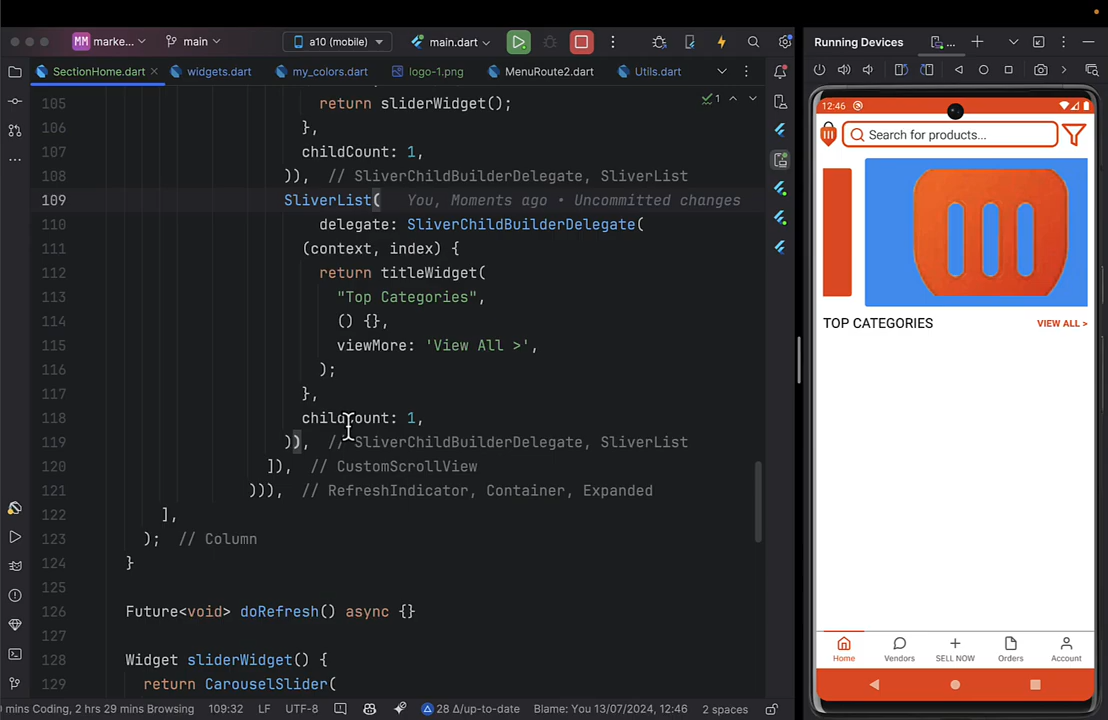 MM marke...
main
a10 (mobile)
main.dart
Running Devices
...
SectionHome.dart
widgets.dart
my_colors.dart
logo-1.png
MenuRoute2.dart
Utils.dart
105 return sliderWidget();
106 },
107 childCount: 1,
108 )), // SliverChildBuilderDelegate, SliverList
109 SliverList( You, Moments ago • Uncommitted changes
110 delegate: SliverChildBuilderDelegate(
111 (context, index) {
112 return titleWidget(
113 "Top Categories",
114 () {},
115 viewMore: 'View All >',
116 );
117 },
118 childCount: 1,
119 )), // SliverChildBuilderDelegate, SliverList
120 ]), // CustomScrollView
121 ))), // RefreshIndicator, Container, Expanded
122 ],
123 ); // Column
124 }
125
126 Future<void> doRefresh() async {}
127
128 Widget sliderWidget() {
129 return CarouselSlider(
1
12:46
Search for products...
TOP CATEGORIES
VIEW ALL >
Home
Vendors
SELL NOW
Orders
Account
0 mins Coding, 2 hrs 29 mins Browsing
109:32
LF
UTF-8
28 Δ/up-to-date
Blame: You 13/07/2024, 12:46
2 spaces